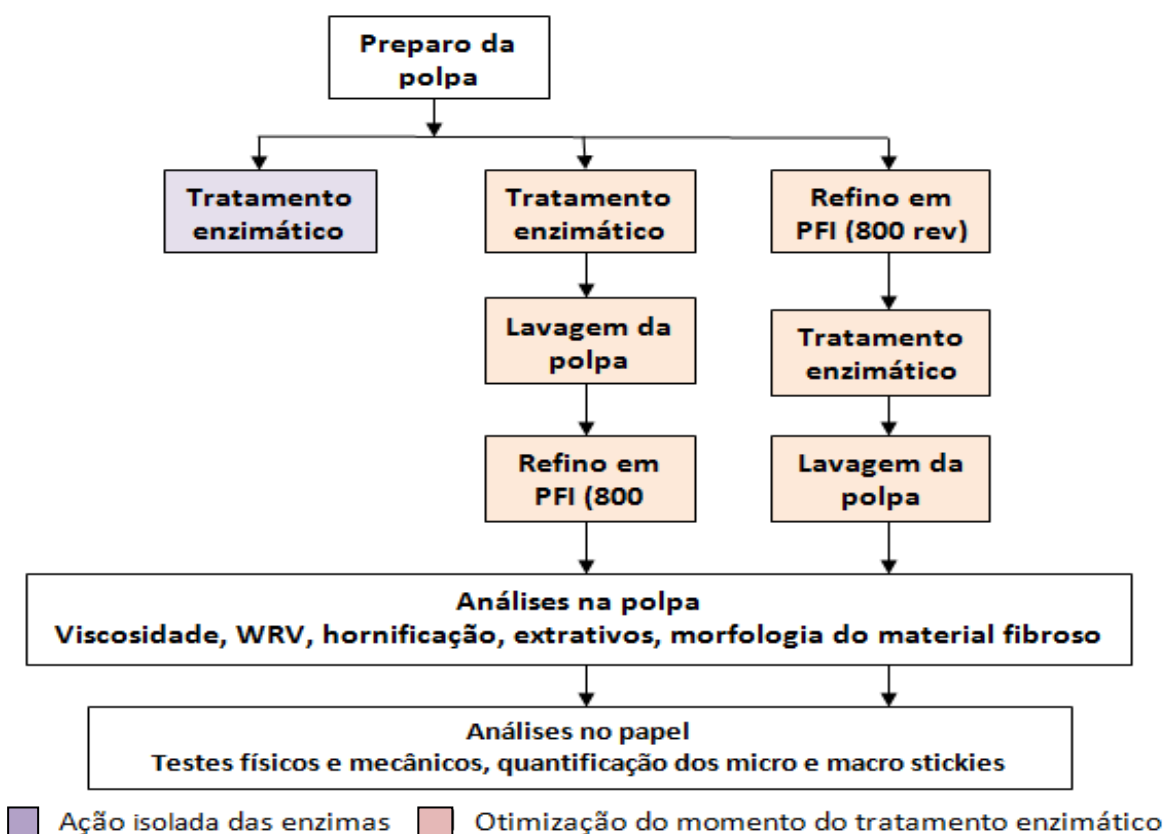 Preparo da
polpa
Tratamento
enzimático
Tratamento
enzimático
Refino em
PFI (800 rev)
Lavagem da
polpa
Tratamento
enzimático
Refino em
PFI (800
Lavagem da
polpa
Análises na polpa
Viscosidade, WRV, hornificação, extrativos, morfologia do material fibroso
Análises no papel
Testes físicos e mecânicos, quantificação dos micro e macro stickies
Ação isolada das enzimas
Otimização do momento do tratamento enzimático